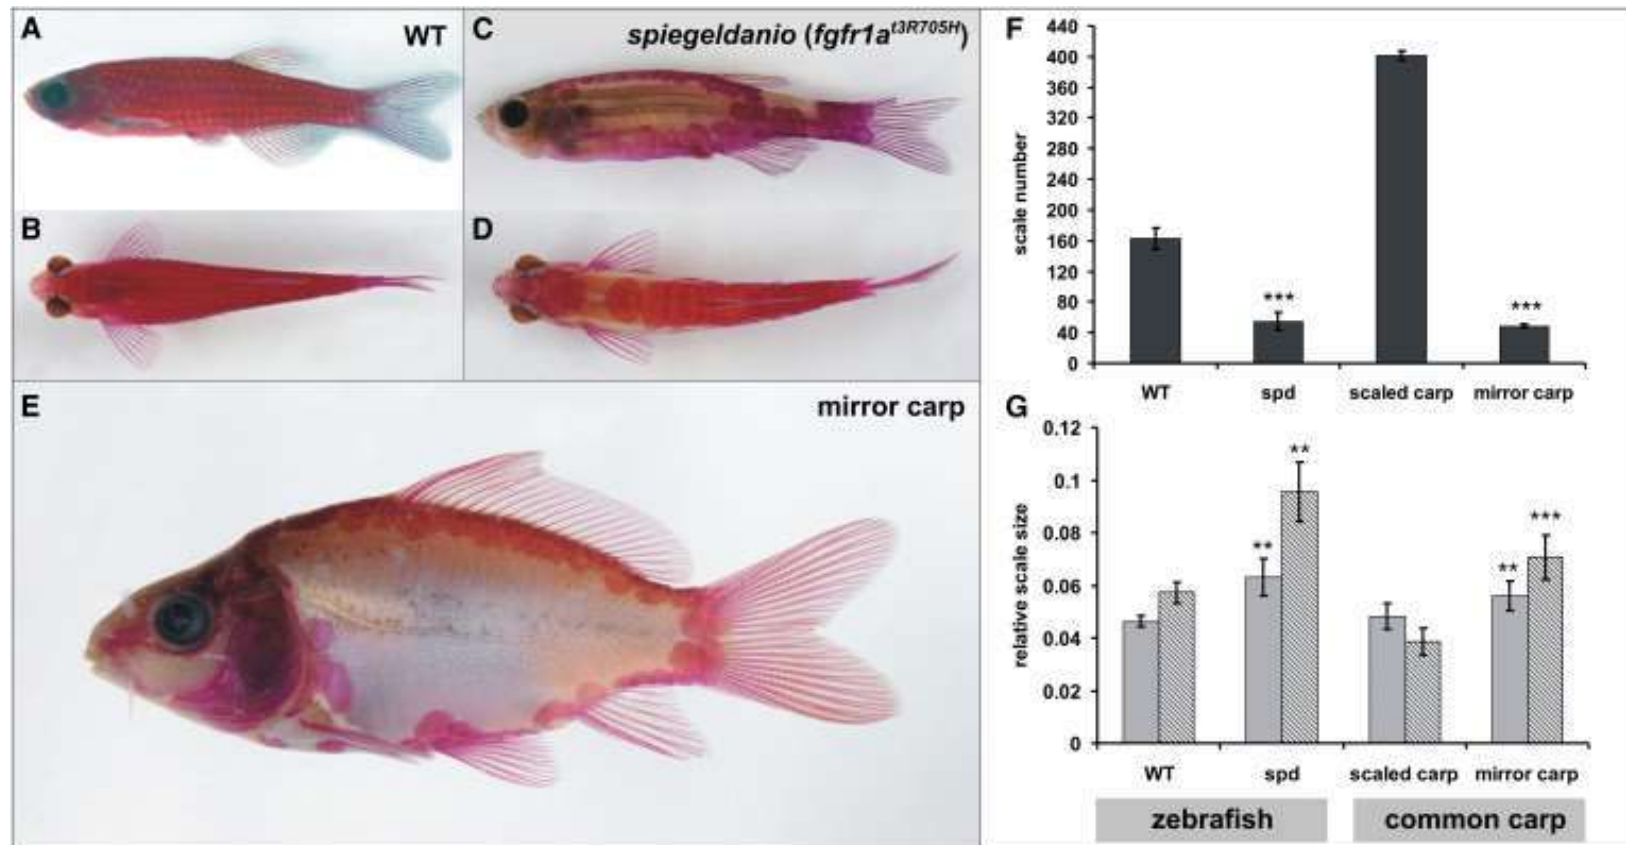 A
WT
B
C
spiegeldanio (fgfr1a^t3R705H)
D
E
mirror carp
F
scale number
440
400
360
320
280
240
200
160
120
80
40
0
***
***
WT
spd
scaled carp
mirror carp
G
relative scale size
0.12
0.1
0.08
0.06
0.04
0.02
0
**
**
**
***
WT
spd
scaled carp
mirror carp
zebrafish
common carp